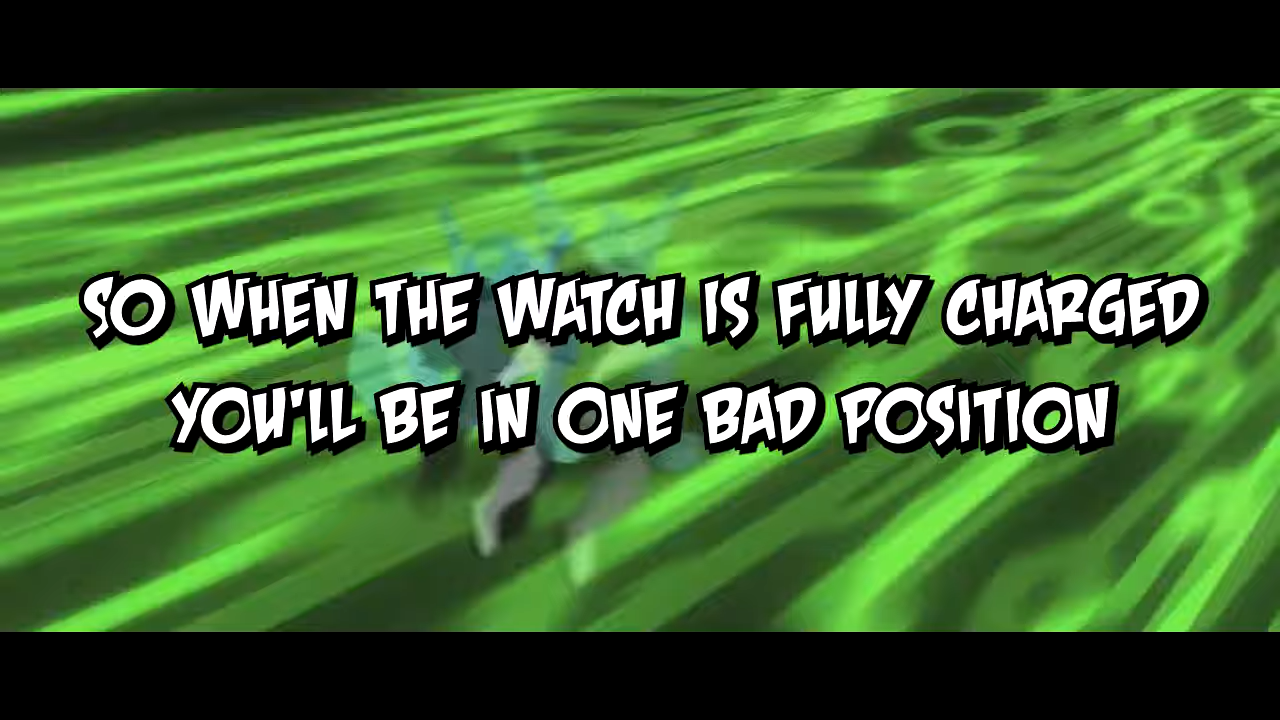 SO WHEN THE WATCH IS FULLY CHARGED
YOU'LL BE IN ONE BAD POSITION